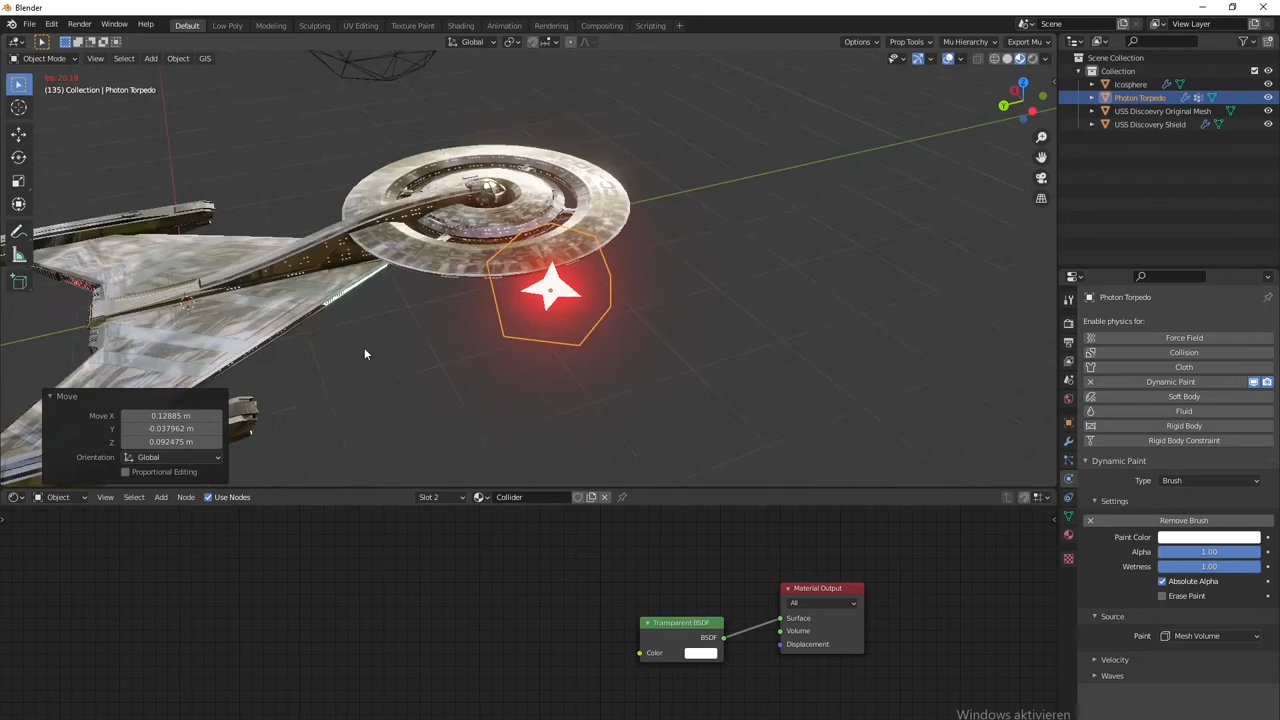 Blender
File Edit Render Window Help Default Low Poly Modeling Sculpting UV Editing Texture Paint Shading Animation Rendering Compositing Scripting + Scene View Layer
Global Options Prop Tools Mu Hierarchy Export Mu
Object Mode View Select Add Object GIS
Scene Collection
Collection
Icosphere
Photon Torpedo
USS Discoevry Original Mesh
USS Discovery Shield
fps: 20.18
(135) Collection | Photon Torpedo
Z
Y
X
Move
Move X 0.12885 m
Y -0.037962 m
Z 0.092475 m
Orientation Global
Proportional Editing
Photon Torpedo
Enable physics for:
Force Field
Collision
Cloth
Dynamic Paint
Soft Body
Fluid
Rigid Body
Rigid Body Constraint
Dynamic Paint
Type Brush
Settings
Remove Brush
Paint Color
Alpha 1.00
Wetness 1.00
Absolute Alpha
Erase Paint
Source
Paint Mesh Volume
Velocity
Waves
Object View Select Add Node Use Nodes Slot 2 Collider
Transparent BSDF
BSDF
Color
Material Output
All
Surface
Volume
Displacement
Windows aktivieren